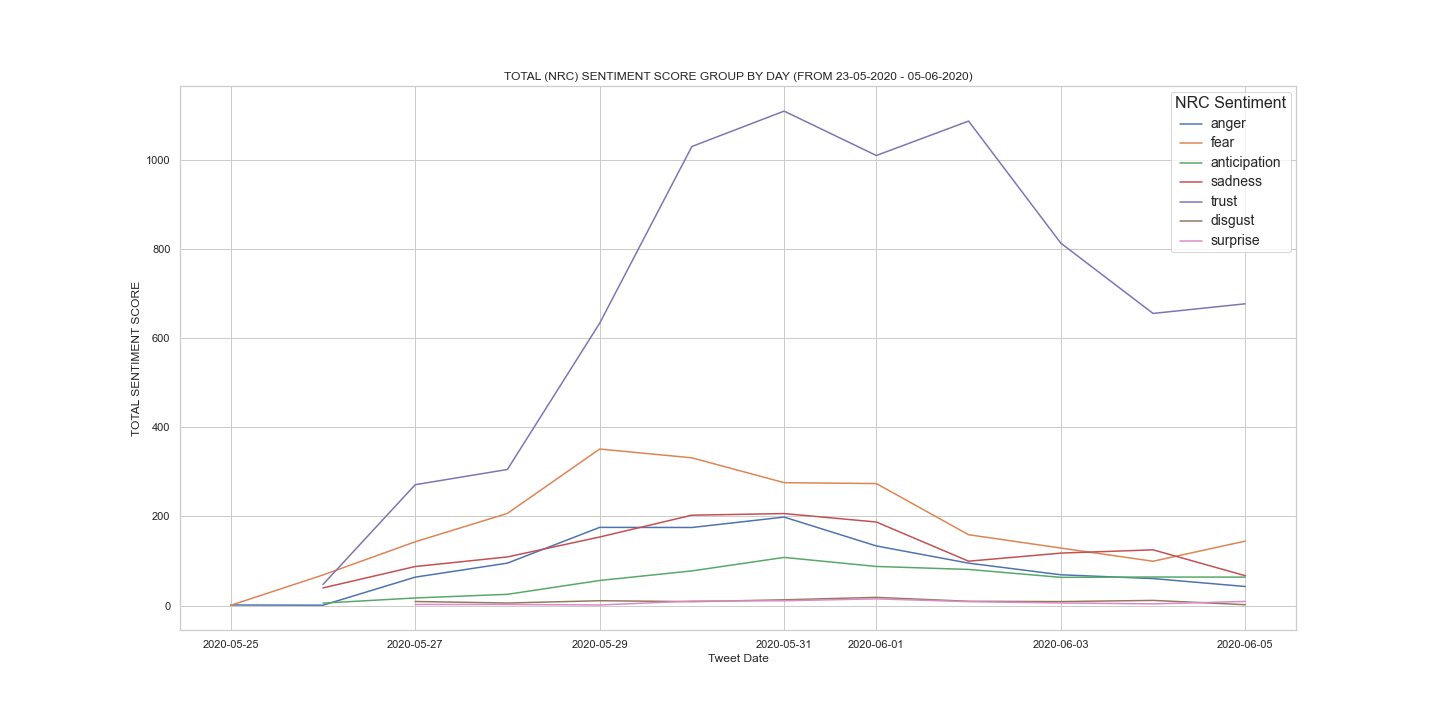 TOTAL (NRC) SENTIMENT SCORE GROUP BY DAY (FROM 23-05-2020 - 05-06-2020)
NRC Sentiment
anger
fear
anticipation
sadness
trust
disgust
surprise
TOTAL SENTIMENT SCORE
1000
800
600
400
200
0
2020-05-25 2020-05-27 2020-05-29 2020-05-31 2020-06-01 2020-06-03 2020-06-05
Tweet Date